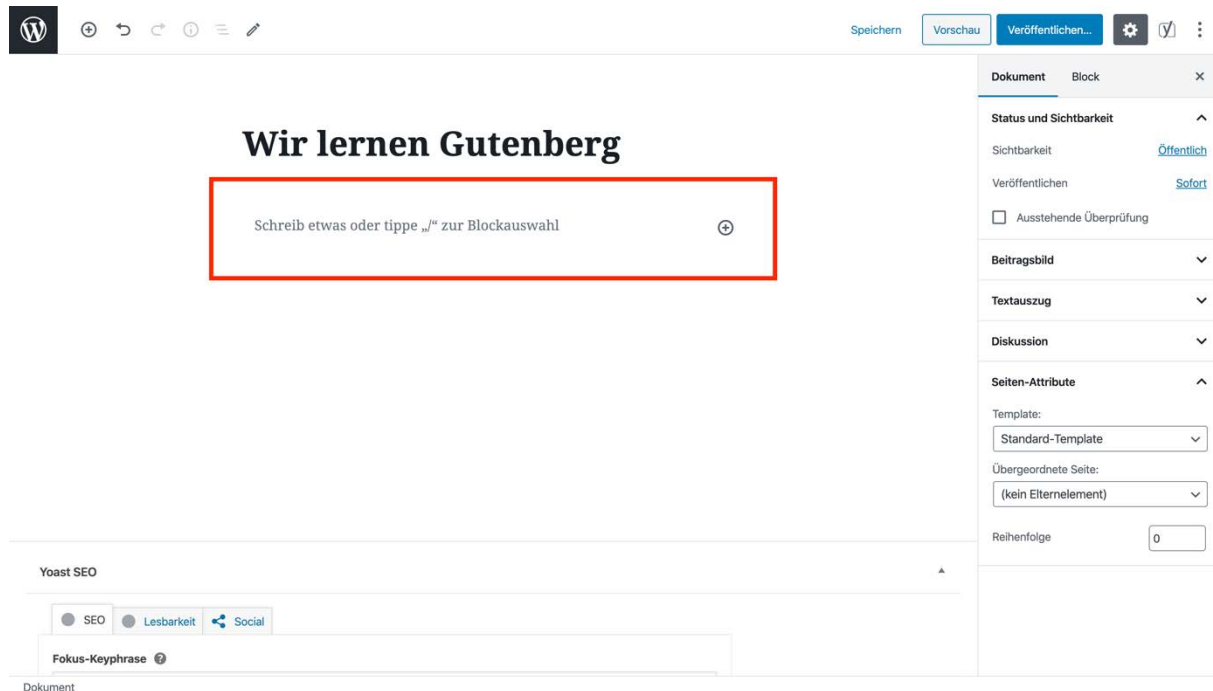 Speichern
Vorschau
Veröffentlichen...
Dokument Block
Status und Sichtbarkeit
Wir lernen Gutenberg
Sichtbarkeit Öffentlich
Veröffentlichen Sofort
Schreib etwas oder tippe „/“ zur Blockauswahl
Ausstehende Überprüfung
Beitragsbild
Textauszug
Diskussion
Seiten-Attribute
Template:
Standard-Template
Übergeordnete Seite:
(kein Elternelement)
Reihenfolge 0
Yoast SEO
SEO Lesbarkeit Social
Fokus-Keyphrase
Dokument